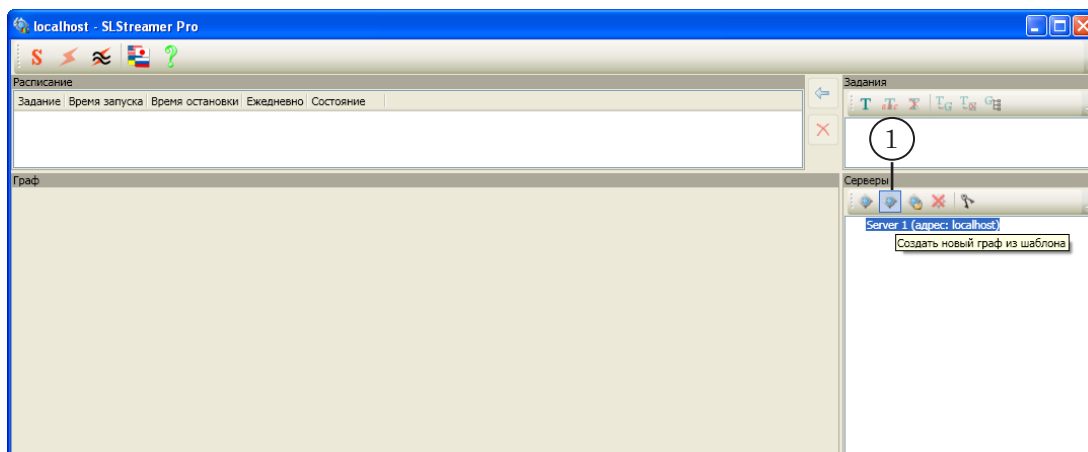 localhost - SLStreamer Pro
S
Расписание
Задание Время запуска Время остановки Ежедневно Состояние
Задания
T
1
Граф
Серверы
Server 1 (адрес: localhost)
Создать новый граф из шаблона